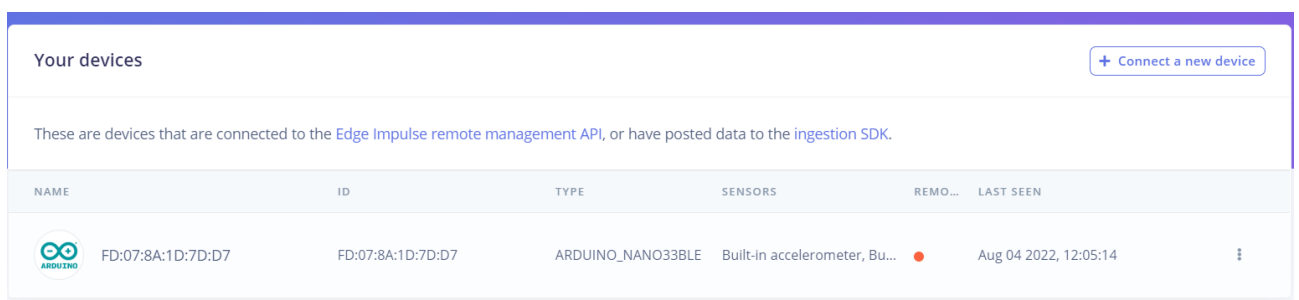 Your devices
+ Connect a new device
These are devices that are connected to the Edge Impulse remote management API, or have posted data to the ingestion SDK.
NAME ID TYPE SENSORS REMO... LAST SEEN
ARDUINO FD:07:8A:1D:7D:D7 FD:07:8A:1D:7D:D7 ARDUINO_NANO33BLE Built-in accelerometer, Bu... Aug 04 2022, 12:05:14